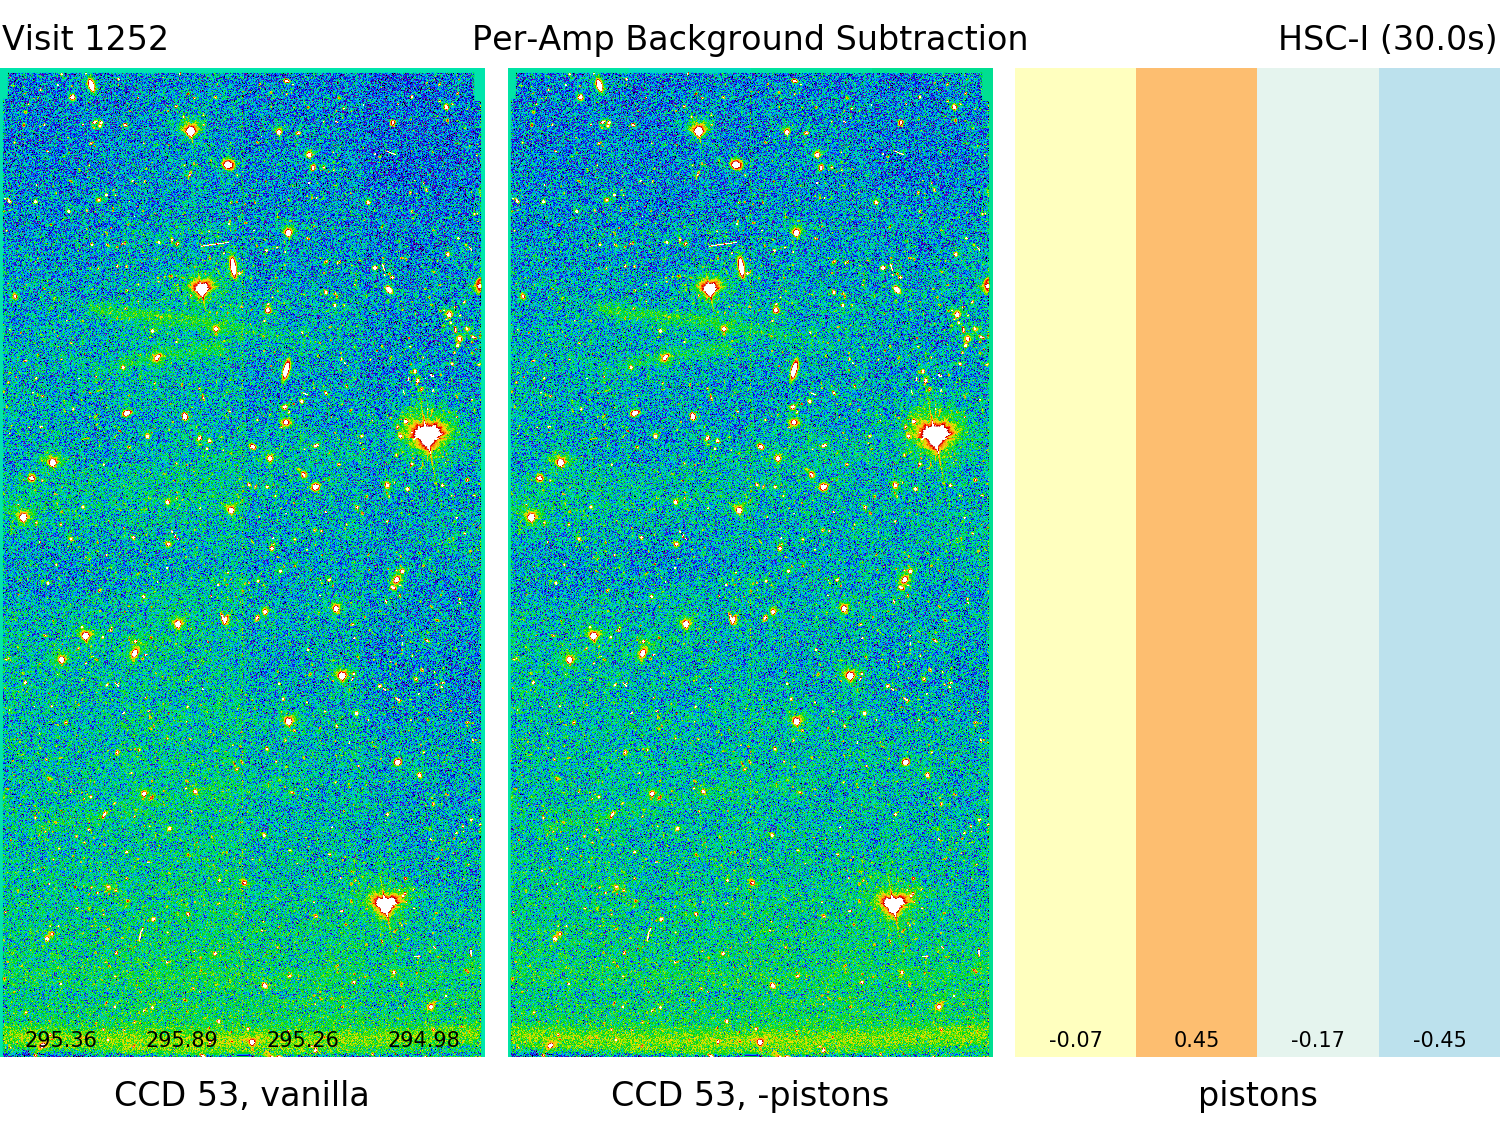 Visit 1252
Per-Amp Background Subtraction
HSC-I (30.0s)
295.36 295.89 295.26 294.98
-0.07 0.45 -0.17 -0.45
CCD 53, vanilla
CCD 53, -pistons
pistons